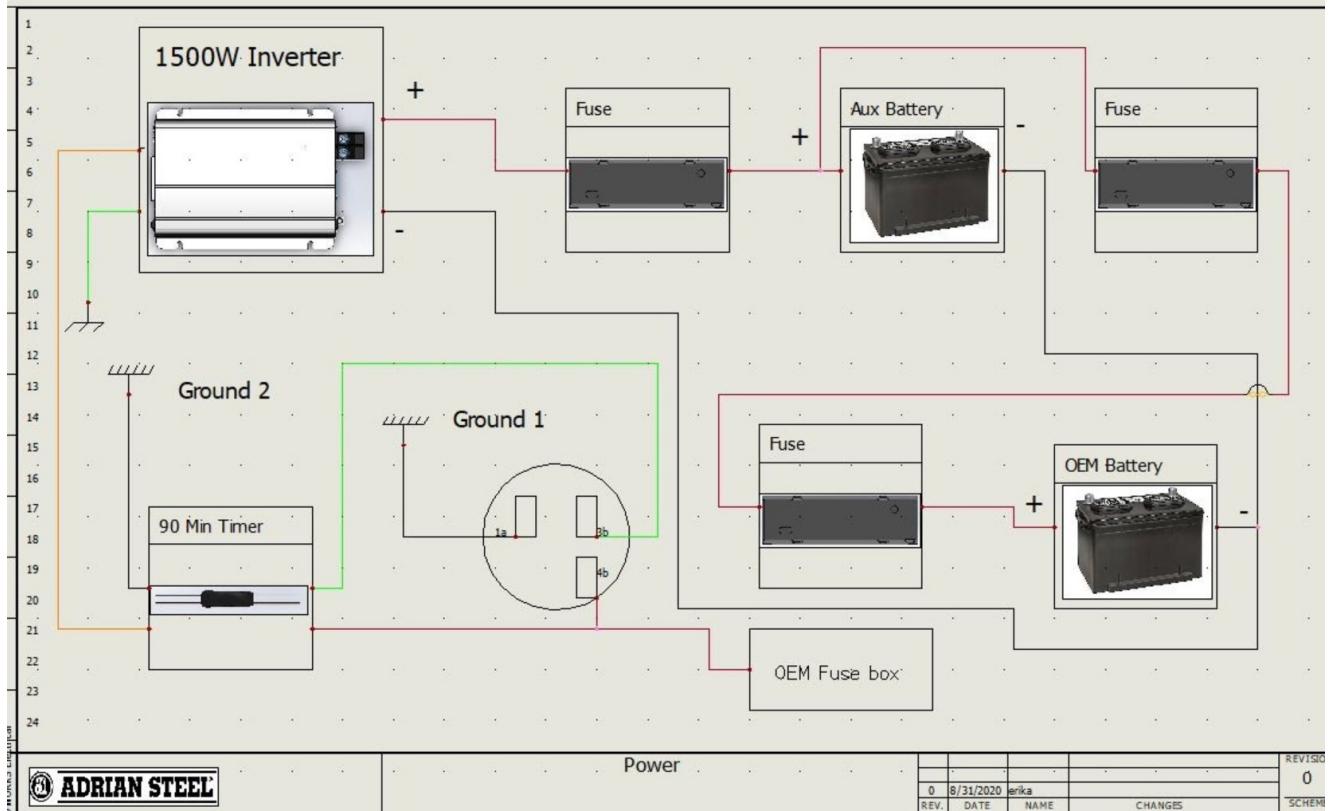 1
2
3
4
5
6
7
8
9
10
11
12
13
14
15
16
17
18
19
20
21
22
23
24
1500W Inverter
+
-
Fuse
+
Aux Battery
-
Fuse
Ground 2
Ground 1
1a
3b
4b
Fuse
+
OEM Battery
-
90 Min Timer
OEM Fuse box
ADRIAN STEEL
Power
0 8/31/2020 erika
REV. DATE NAME CHANGES
0